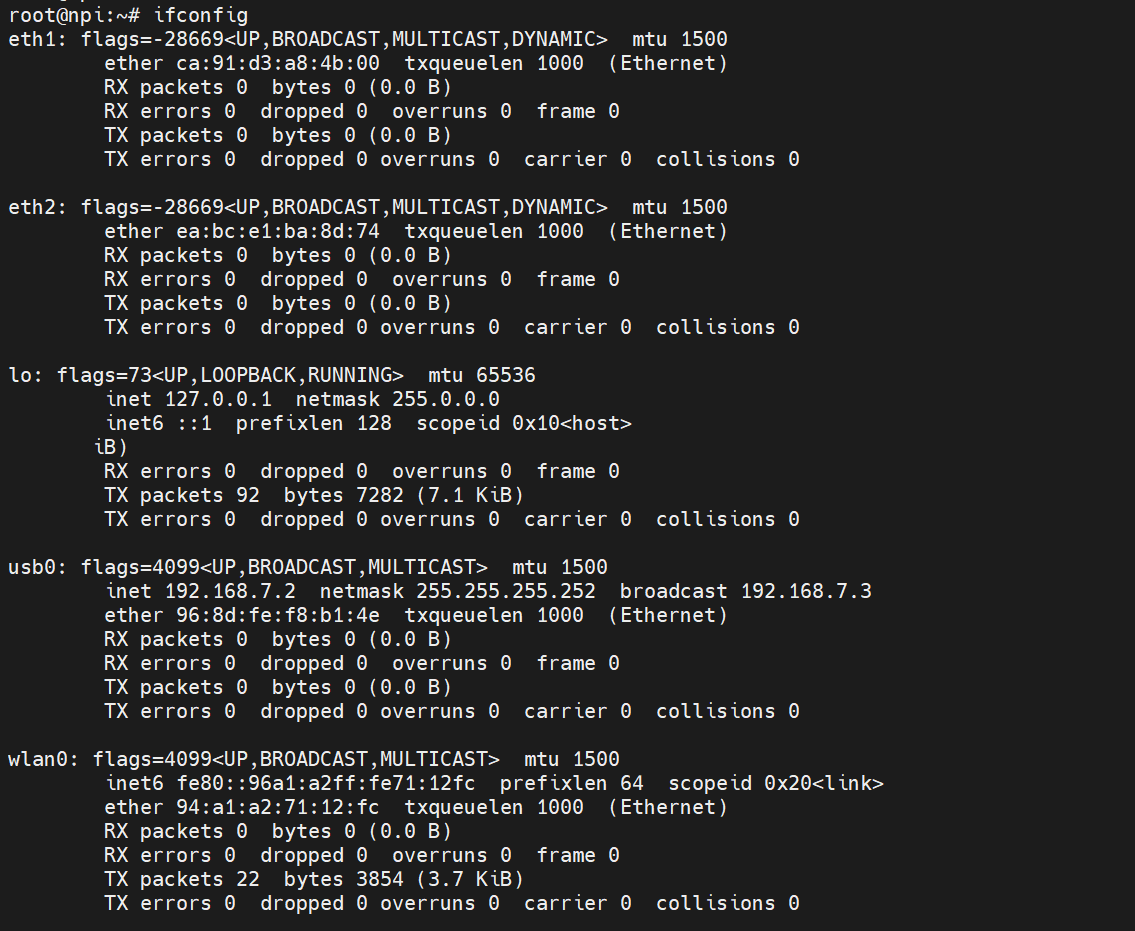 root@npi:~# ifconfig
eth1: flags=-28669<UP,BROADCAST,MULTICAST,DYNAMIC>  mtu 1500
        ether ca:91:d3:a8:4b:00  txqueuelen 1000  (Ethernet)
        RX packets 0  bytes 0 (0.0 B)
        RX errors 0  dropped 0  overruns 0  frame 0
        TX packets 0  bytes 0 (0.0 B)
        TX errors 0  dropped 0 overruns 0  carrier 0  collisions 0

eth2: flags=-28669<UP,BROADCAST,MULTICAST,DYNAMIC>  mtu 1500
        ether ea:bc:e1:ba:8d:74  txqueuelen 1000  (Ethernet)
        RX packets 0  bytes 0 (0.0 B)
        RX errors 0  dropped 0  overruns 0  frame 0
        TX packets 0  bytes 0 (0.0 B)
        TX errors 0  dropped 0 overruns 0  carrier 0  collisions 0

lo: flags=73<UP,LOOPBACK,RUNNING>  mtu 65536
        inet 127.0.0.1  netmask 255.0.0.0
        inet6 ::1  prefixlen 128  scopeid 0x10<host>
       iB)
        RX errors 0  dropped 0  overruns 0  frame 0
        TX packets 92  bytes 7282 (7.1 KiB)
        TX errors 0  dropped 0 overruns 0  carrier 0  collisions 0

usb0: flags=4099<UP,BROADCAST,MULTICAST>  mtu 1500
        inet 192.168.7.2  netmask 255.255.255.252  broadcast 192.168.7.3
        ether 96:8d:fe:f8:b1:4e  txqueuelen 1000  (Ethernet)
        RX packets 0  bytes 0 (0.0 B)
        RX errors 0  dropped 0  overruns 0  frame 0
        TX packets 0  bytes 0 (0.0 B)
        TX errors 0  dropped 0 overruns 0  carrier 0  collisions 0

wlan0: flags=4099<UP,BROADCAST,MULTICAST>  mtu 1500
        inet6 fe80::96a1:a2ff:fe71:12fc  prefixlen 64  scopeid 0x20<link>
        ether 94:a1:a2:71:12:fc  txqueuelen 1000  (Ethernet)
        RX packets 0  bytes 0 (0.0 B)
        RX errors 0  dropped 0  overruns 0  frame 0
        TX packets 22  bytes 3854 (3.7 KiB)
        TX errors 0  dropped 0 overruns 0  carrier 0  collisions 0